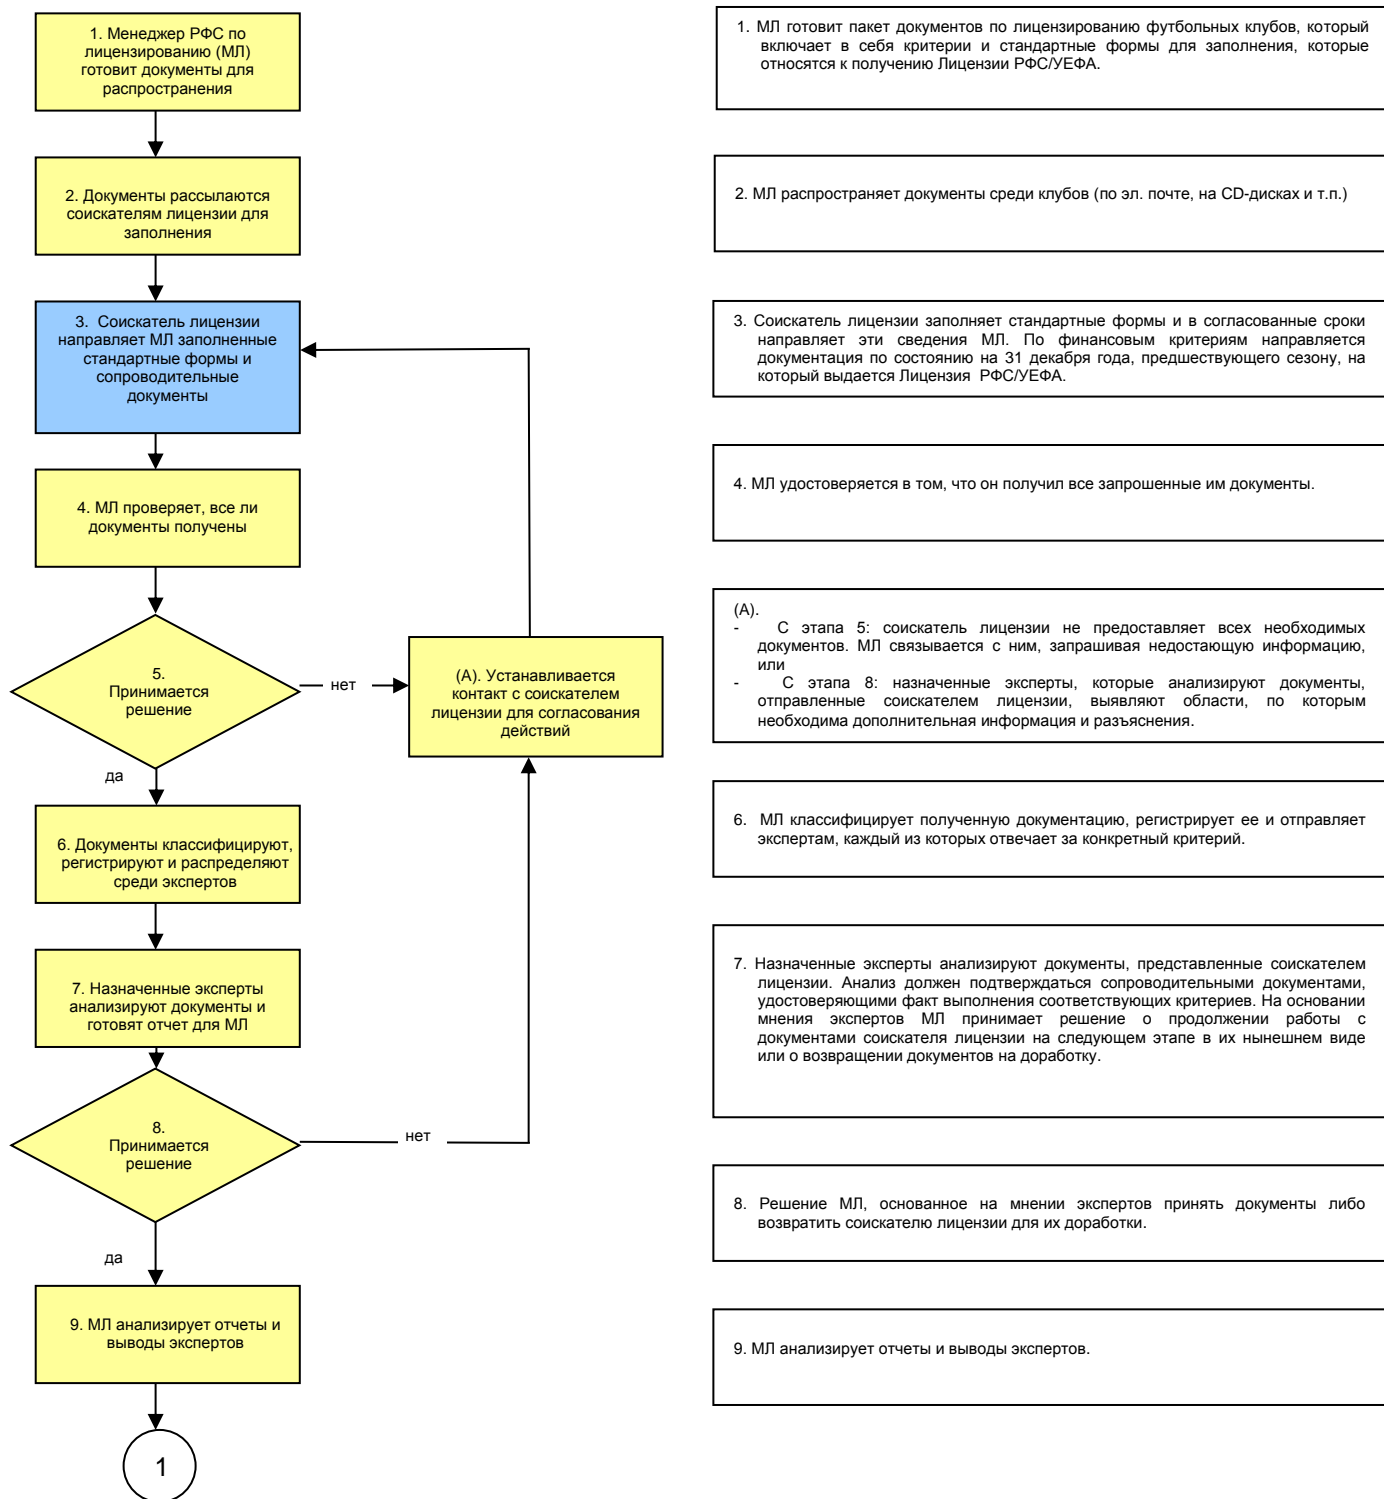 1. Менеджер РФС по
лицензированию (МЛ)
готовит документы для
распространения
1. МЛ готовит пакет документов по лицензированию футбольных клубов, который
включает в себя критерии и стандартные формы для заполнения, которые
относятся к получению Лицензии РФС/УЕФА.
2. Документы рассылаются
соискателям лицензии для
заполнения
2. МЛ распространяет документы среди клубов (по эл. почте, на CD-дисках и т.п.)
3. Соискатель лицензии
направляет МЛ заполненные
стандартные формы и
сопроводительные
документы
3. Соискатель лицензии заполняет стандартные формы и в согласованные сроки
направляет эти сведения МЛ. По финансовым критериям направляется
документация по состоянию на 31 декабря года, предшествующего сезону, на
который выдается Лицензия РФС/УЕФА.
4. МЛ проверяет, все ли
документы получены
4. МЛ удостоверяется в том, что он получил все запрошенные им документы.
5.
Принимается
решение
нет
да
(А). Устанавливается
контакт с соискателем
лицензии для согласования
действий
(А).
- С этапа 5: соискатель лицензии не предоставляет всех необходимых
документов. МЛ связывается с ним, запрашивая недостающую информацию,
или
- С этапа 8: назначенные эксперты, которые анализируют документы,
отправленные соискателем лицензии, выявляют области, по которым
необходима дополнительная информация и разъяснения.
6. Документы классифицируют,
регистрируют и распределяют
среди экспертов
6. МЛ классифицирует полученную документацию, регистрирует ее и отправляет
экспертам, каждый из которых отвечает за конкретный критерий.
7. Назначенные эксперты
анализируют документы и
готовят отчет для МЛ
7. Назначенные эксперты анализируют документы, представленные соискателем
лицензии. Анализ должен подтверждаться сопроводительными документами,
удостоверяющими факт выполнения соответствующих критериев. На основании
мнения экспертов МЛ принимает решение о продолжении работы с
документами соискателя лицензии на следующем этапе в их нынешнем виде
или о возвращении документов на доработку.
8.
Принимается
решение
нет
да
8. Решение МЛ, основанное на мнении экспертов принять документы либо
возвратить соискателю лицензии для их доработки.
9. МЛ анализирует отчеты и
выводы экспертов
9. МЛ анализирует отчеты и выводы экспертов.
1